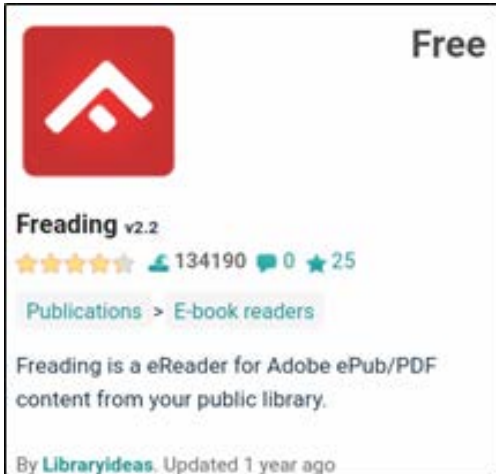 Free
Freading v2.2
134190 0 25
Publications > E-book readers
Freading is a eReader for Adobe ePub/PDF
content from your public library.
By Libraryideas. Updated 1 year ago